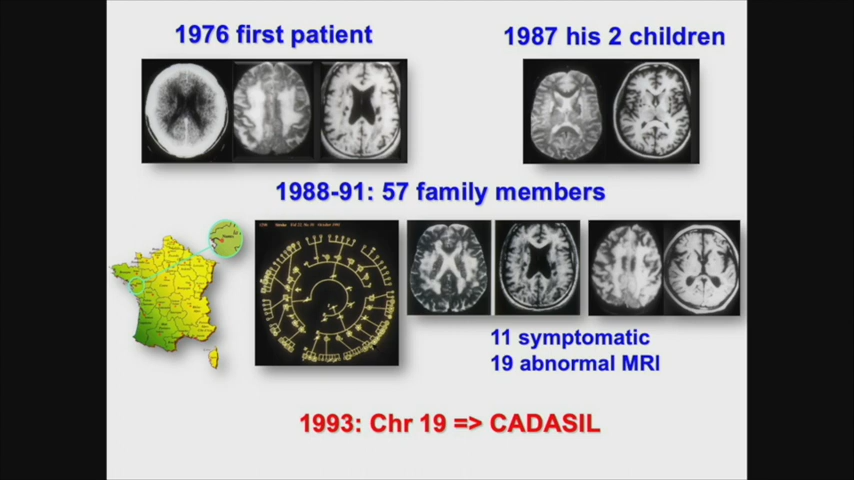 1976 first patient
1987 his 2 children
1988-91: 57 family members
11 symptomatic
19 abnormal MRI
1993: Chr 19 => CADASIL